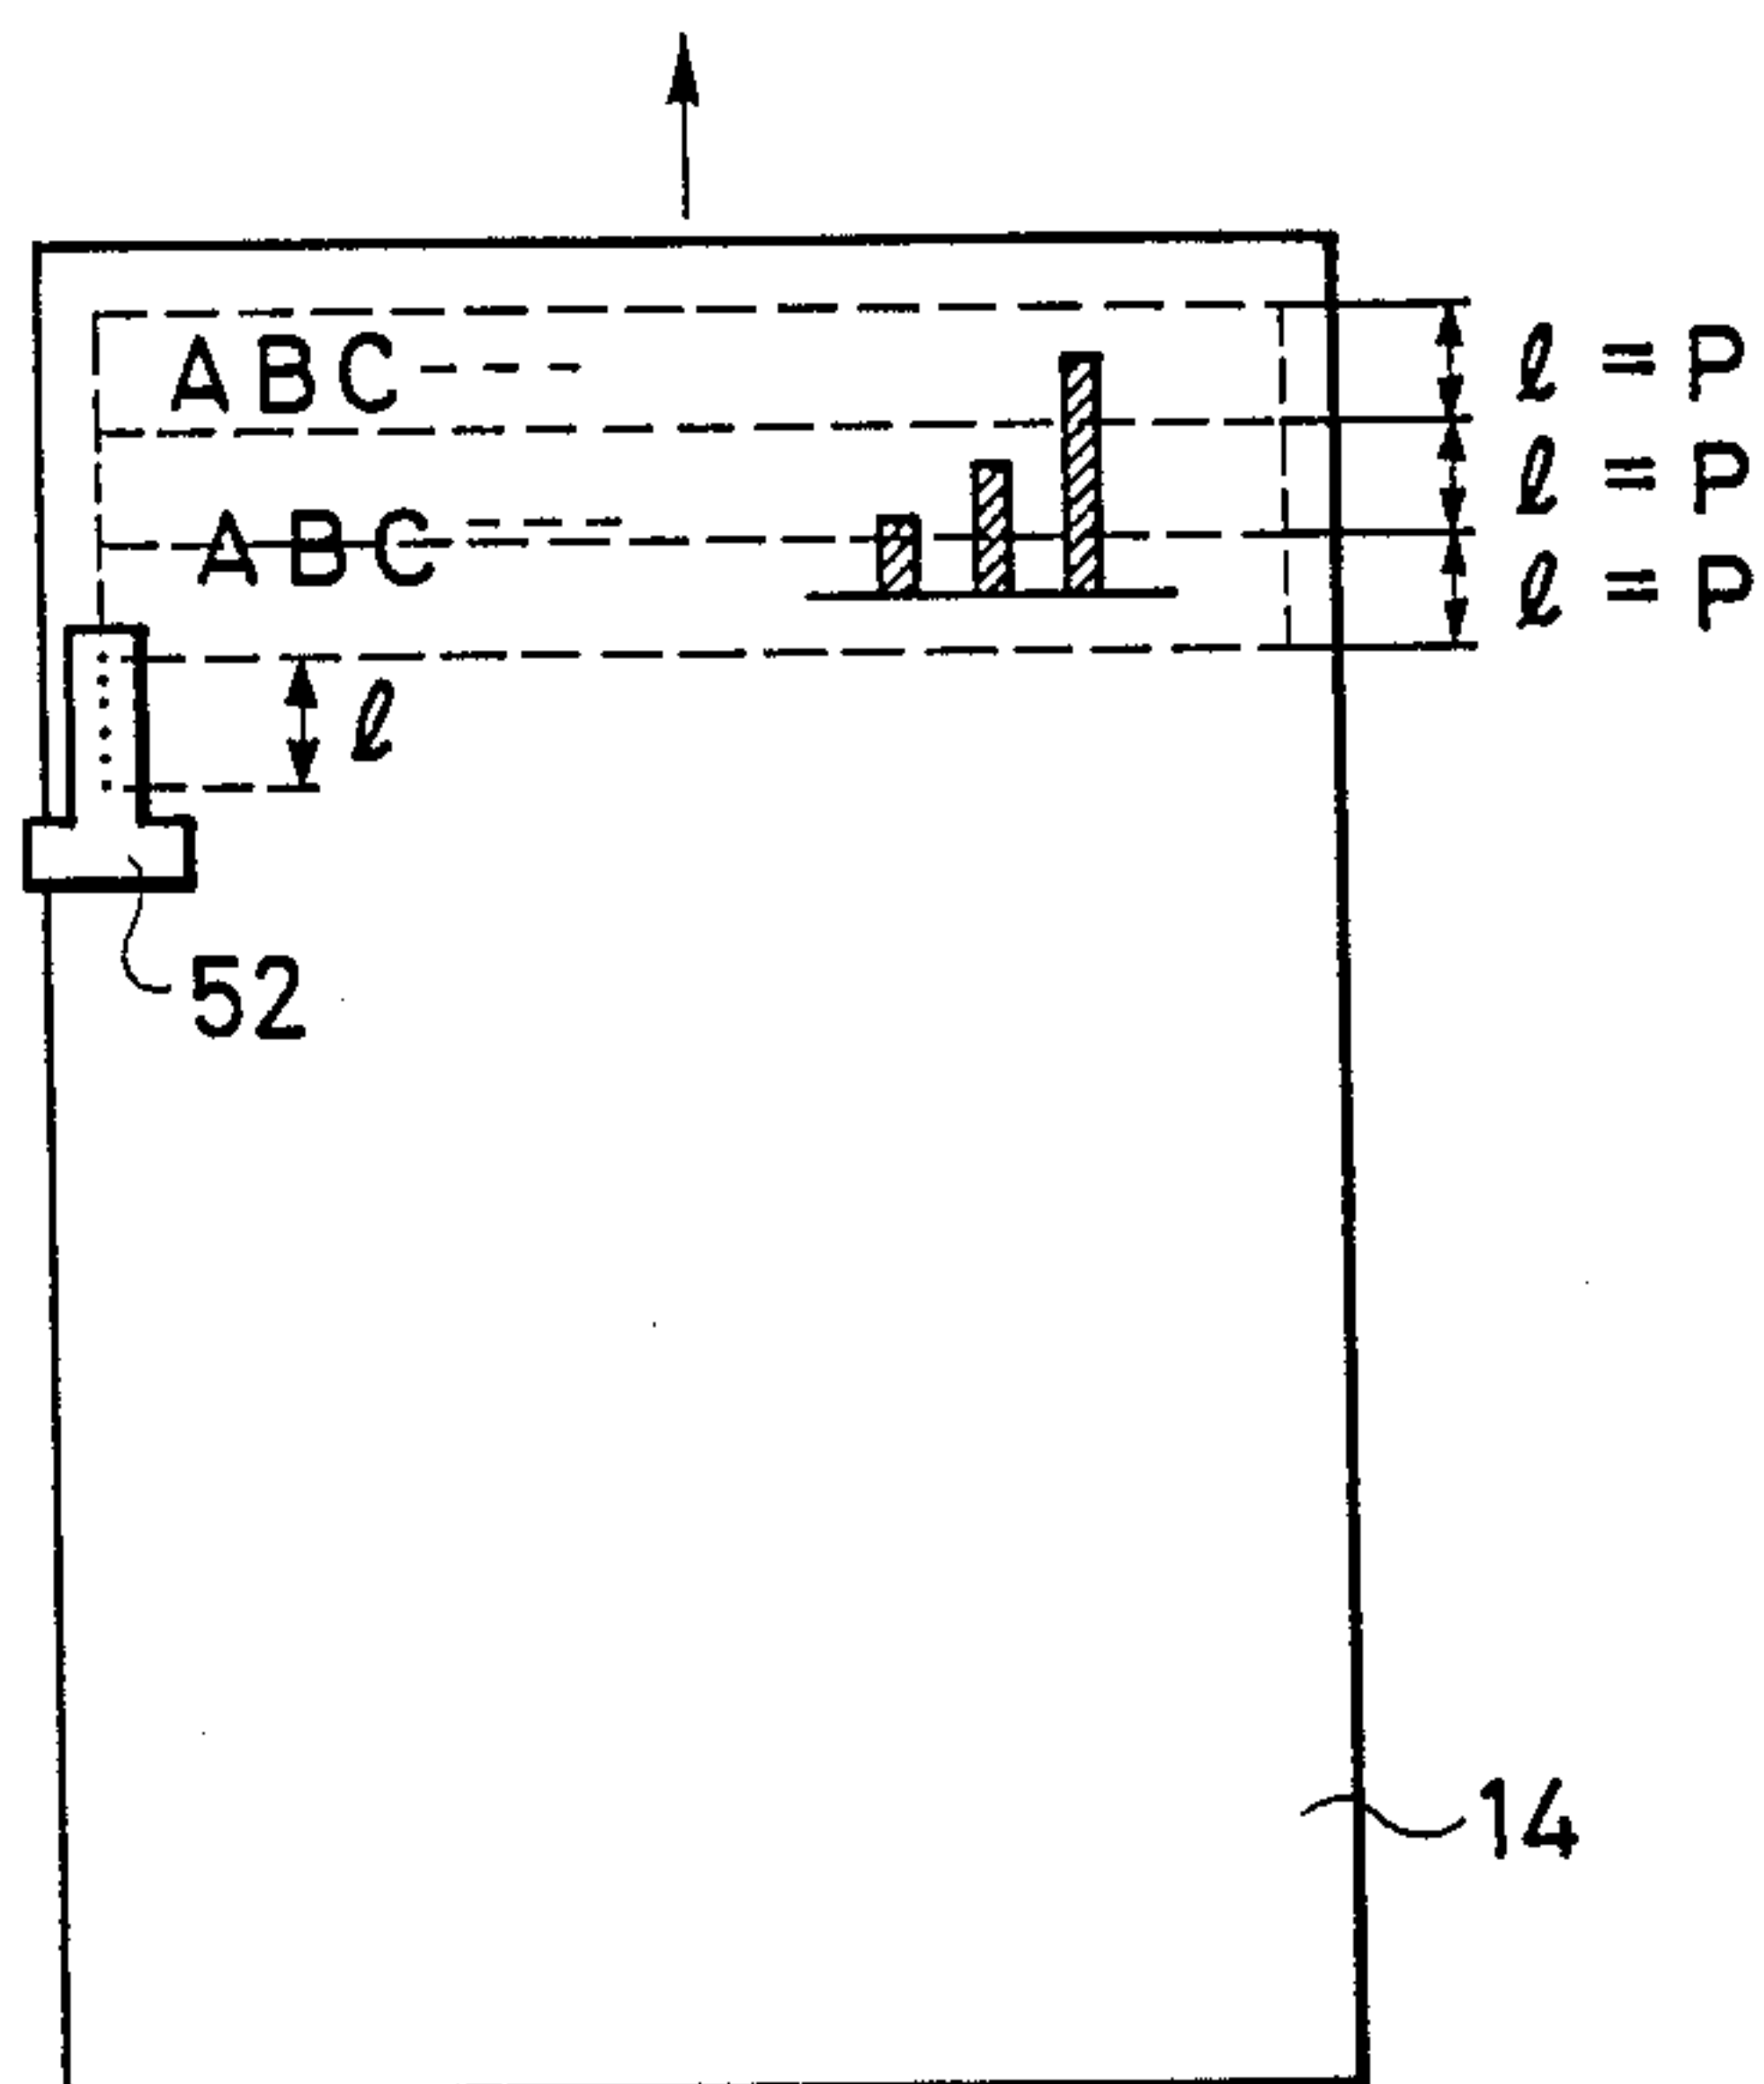 ABC----
ℓ = P
ℓ = P
ABC----
ℓ = P
ℓ
52
14